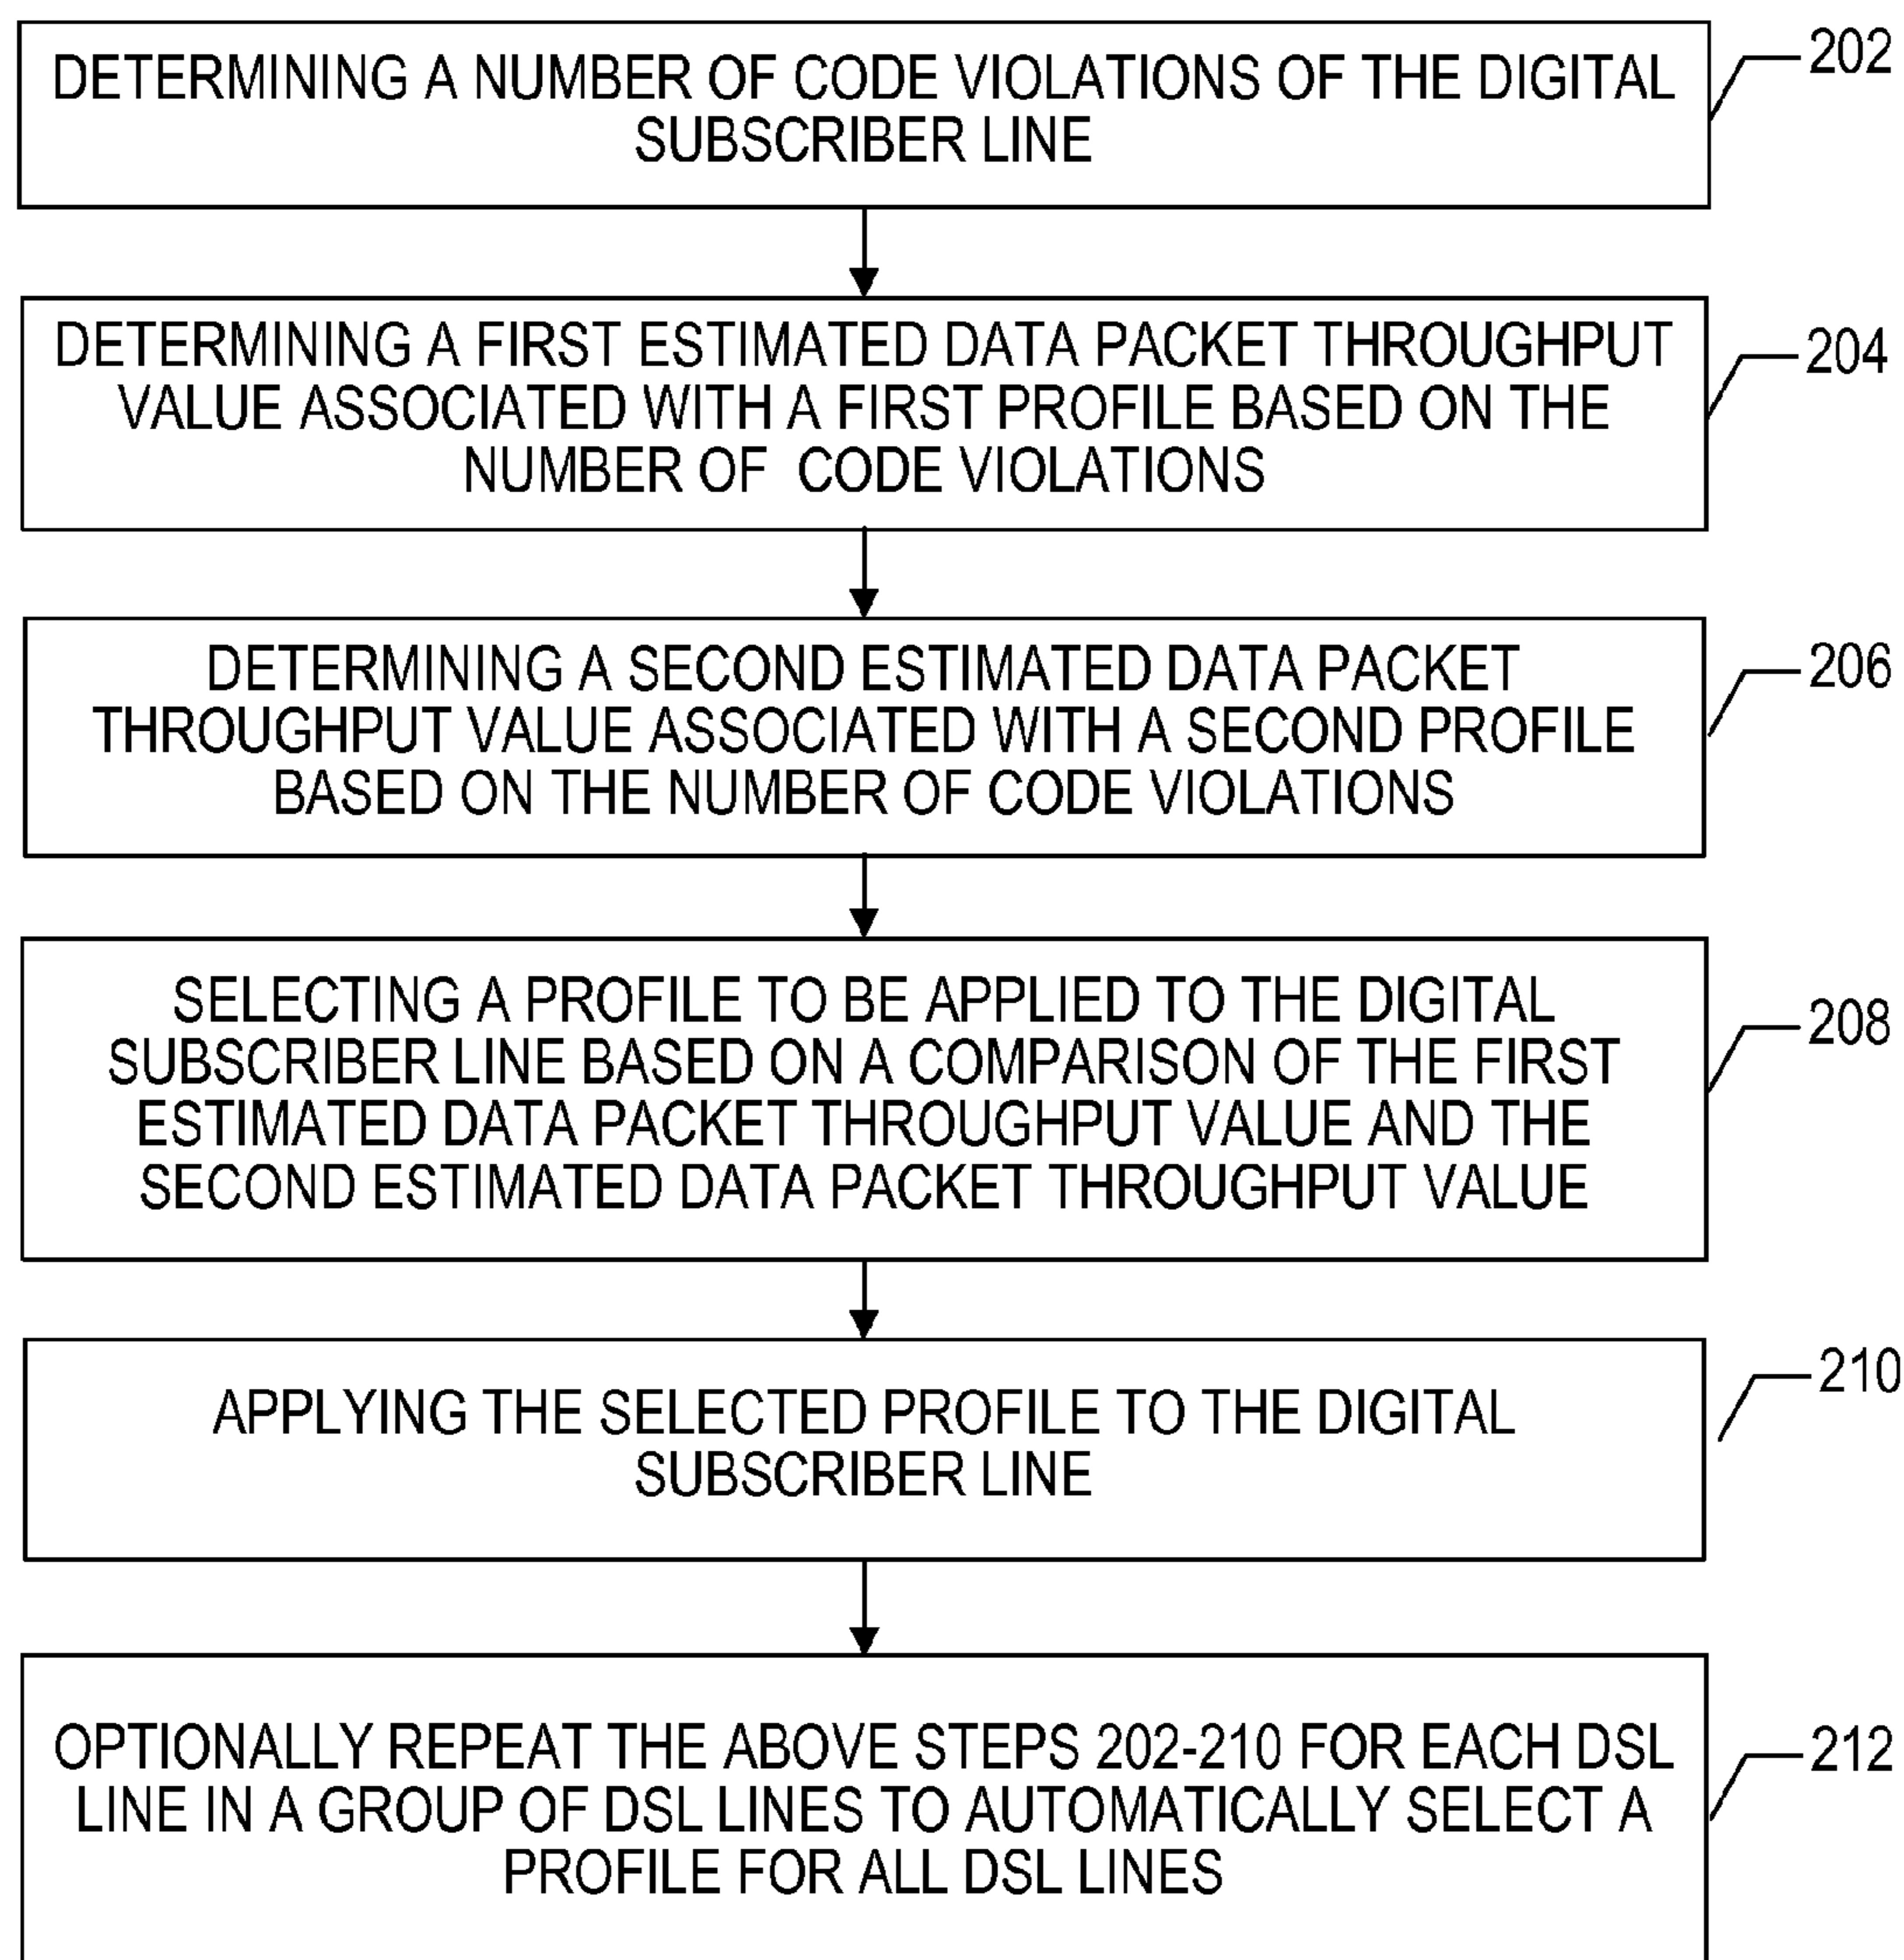 DETERMINING A NUMBER OF CODE VIOLATIONS OF THE DIGITAL
SUBSCRIBER LINE
202
DETERMINING A FIRST ESTIMATED DATA PACKET THROUGHPUT
VALUE ASSOCIATED WITH A FIRST PROFILE BASED ON THE
NUMBER OF CODE VIOLATIONS
204
DETERMINING A SECOND ESTIMATED DATA PACKET
THROUGHPUT VALUE ASSOCIATED WITH A SECOND PROFILE
BASED ON THE NUMBER OF CODE VIOLATIONS
206
SELECTING A PROFILE TO BE APPLIED TO THE DIGITAL
SUBSCRIBER LINE BASED ON A COMPARISON OF THE FIRST
ESTIMATED DATA PACKET THROUGHPUT VALUE AND THE
SECOND ESTIMATED DATA PACKET THROUGHPUT VALUE
208
APPLYING THE SELECTED PROFILE TO THE DIGITAL
SUBSCRIBER LINE
210
OPTIONALLY REPEAT THE ABOVE STEPS 202-210 FOR EACH DSL
LINE IN A GROUP OF DSL LINES TO AUTOMATICALLY SELECT A
PROFILE FOR ALL DSL LINES
212